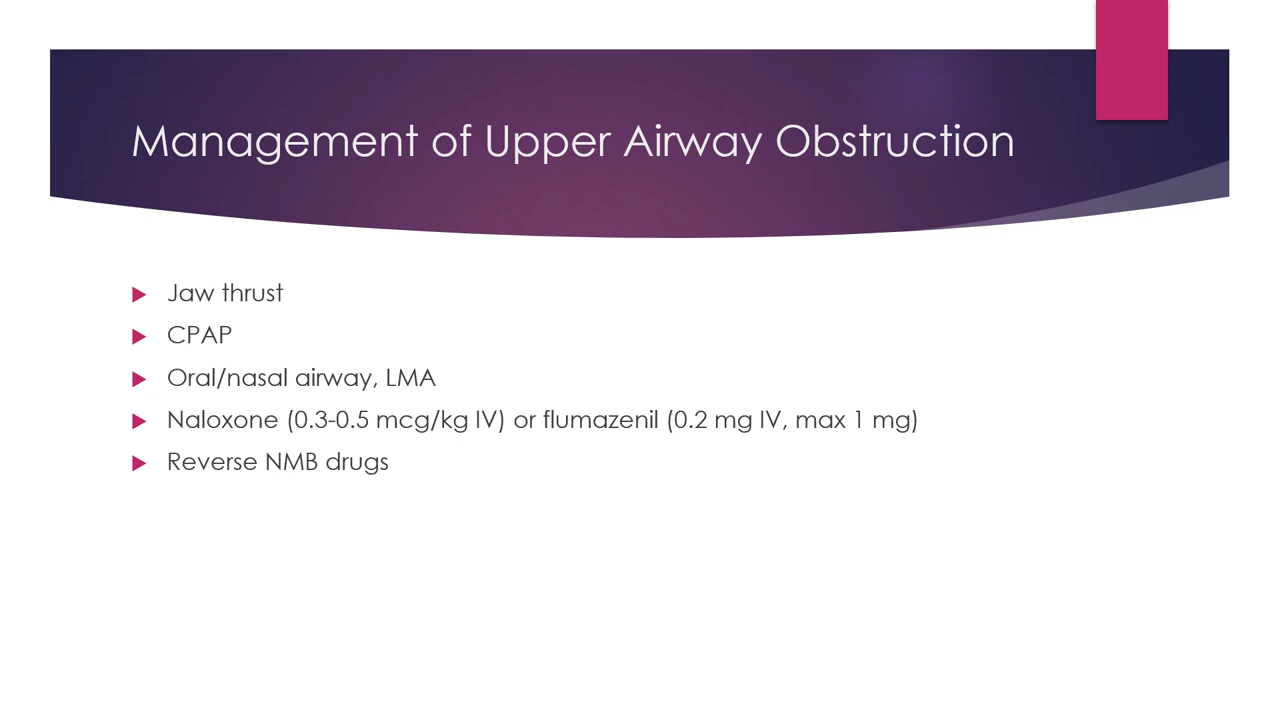 Management of Upper Airway Obstruction
Jaw thrust
CPAP
Oral/nasal airway, LMA
Naloxone (0.3-0.5 mcg/kg IV) or flumazenil (0.2 mg IV, max 1 mg)
Reverse NMB drugs